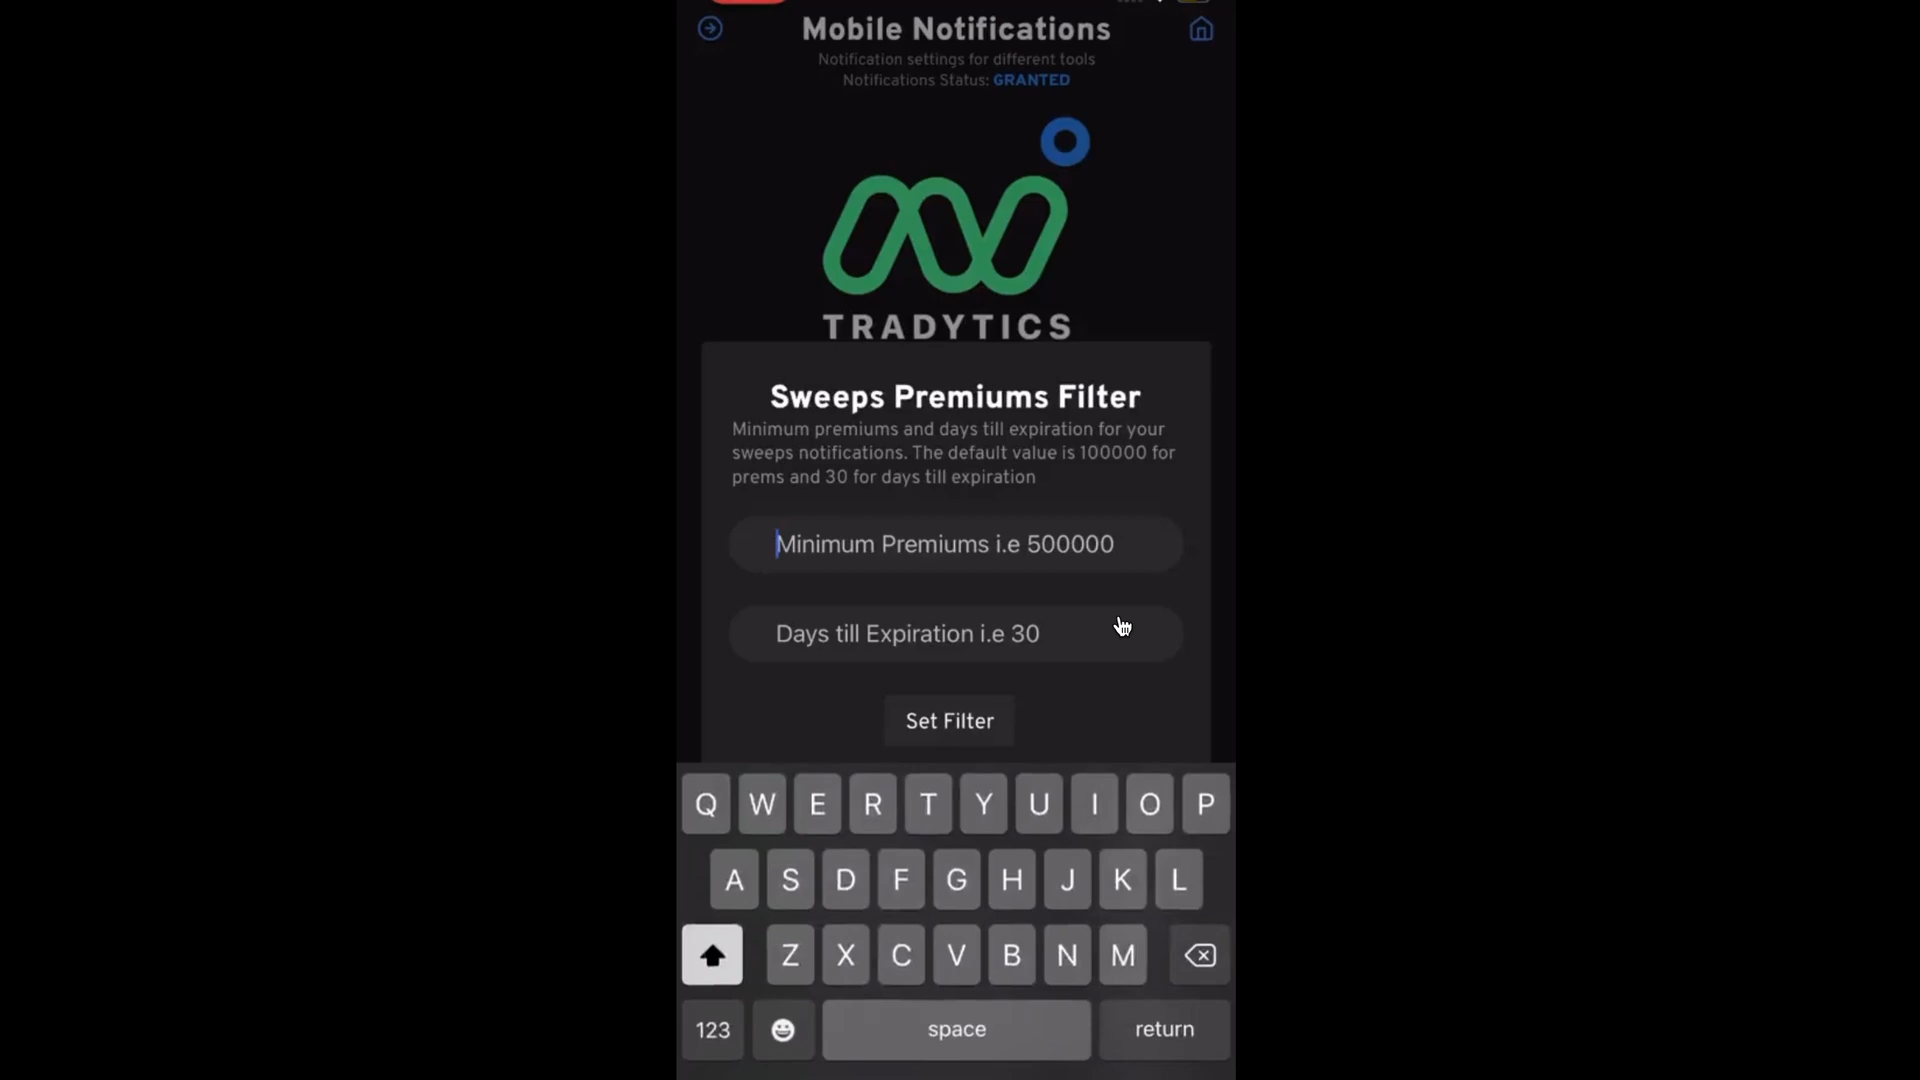 Mobile Notifications
Notification settings for different tools
Notifications Status: GRANTED
TRADYTICS
Sweeps Premiums Filter
Minimum premiums and days till expiration for your
sweeps notifications. The default value is 100000 for
prems and 30 for days till expiration
Minimum Premiums i.e 500000
Days till Expiration i.e 30
Set Filter
Q W E R T Y U I O P
A S D F G H J K L
Z X C V B N M
123 space return